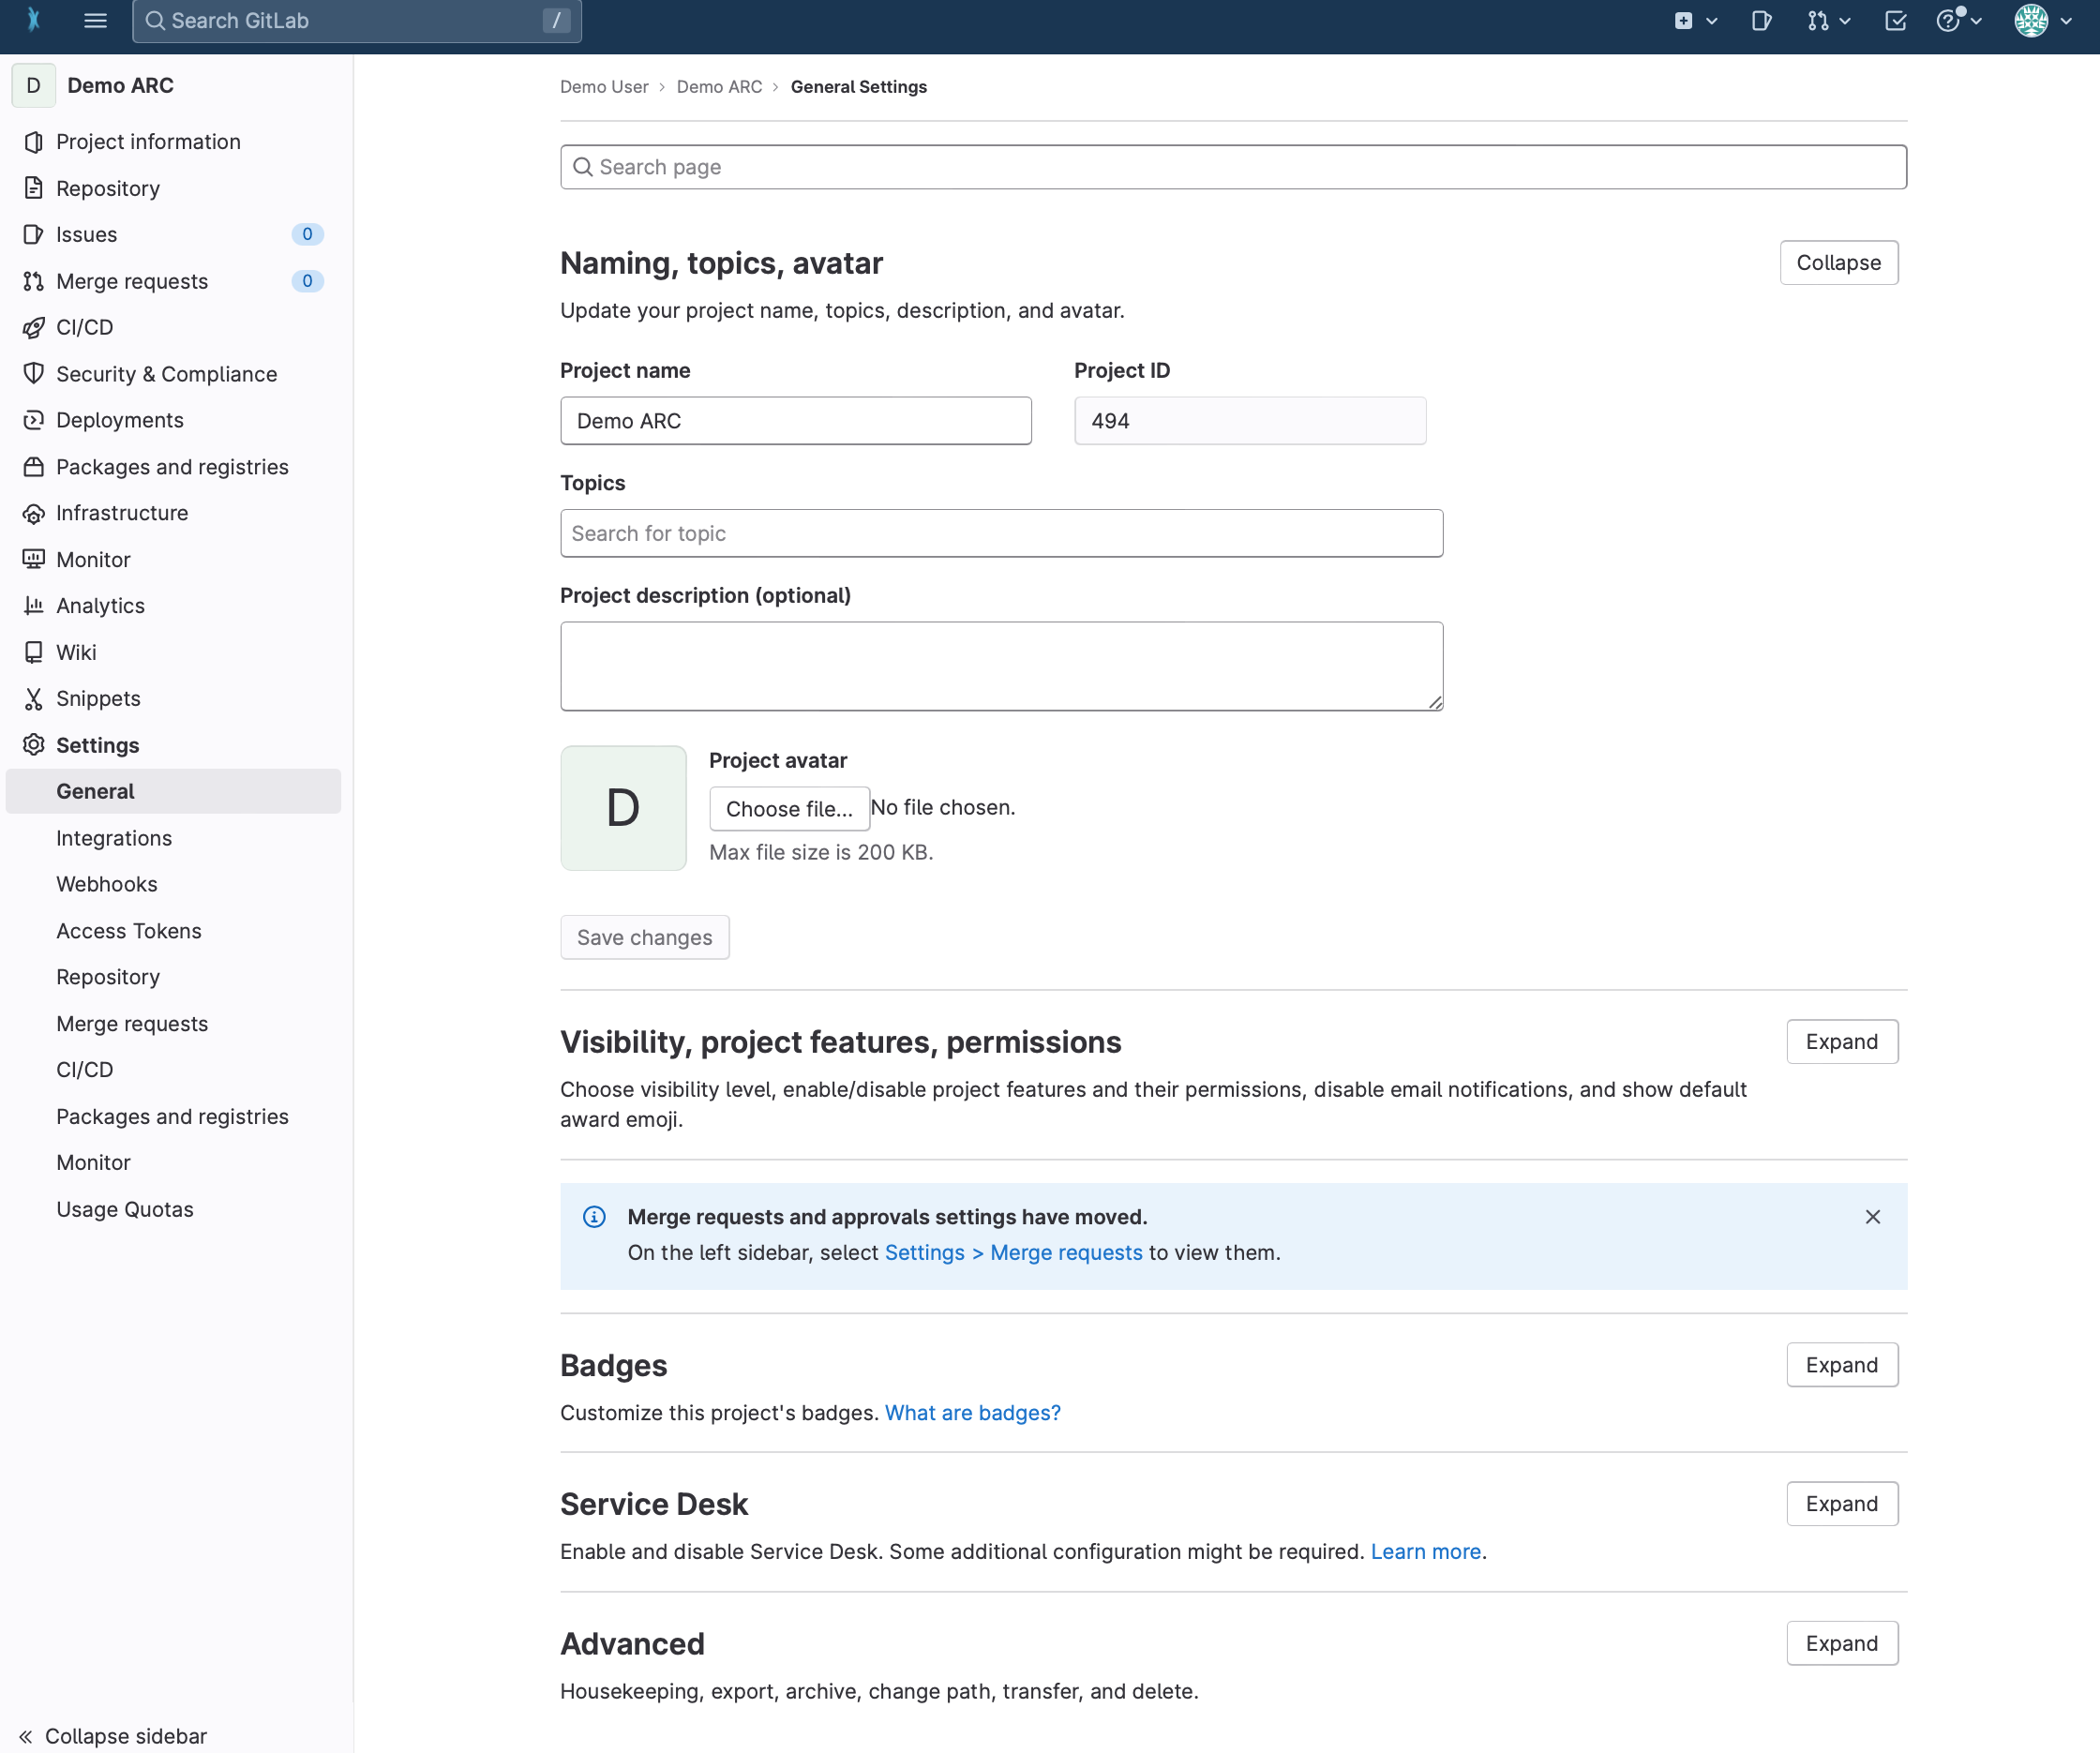 Search GitLab /
D Demo ARC
Project information
Repository
Issues 0
Merge requests 0
CI/CD
Security & Compliance
Deployments
Packages and registries
Infrastructure
Monitor
Analytics
Wiki
Snippets
Settings
General
Integrations
Webhooks
Access Tokens
Repository
Merge requests
CI/CD
Packages and registries
Monitor
Usage Quotas
Collapse sidebar
Demo User > Demo ARC > General Settings
Search page
Naming, topics, avatar
Collapse
Update your project name, topics, description, and avatar.
Project name
Demo ARC
Project ID
494
Topics
Search for topic
Project description (optional)
D
Project avatar
Choose file... No file chosen.
Max file size is 200 KB.
Save changes
Visibility, project features, permissions
Expand
Choose visibility level, enable/disable project features and their permissions, disable email notifications, and show default
award emoji.
Merge requests and approvals settings have moved.
On the left sidebar, select Settings > Merge requests to view them.
Badges
Expand
Customize this project's badges. What are badges?
Service Desk
Expand
Enable and disable Service Desk. Some additional configuration might be required. Learn more.
Advanced
Expand
Housekeeping, export, archive, change path, transfer, and delete.